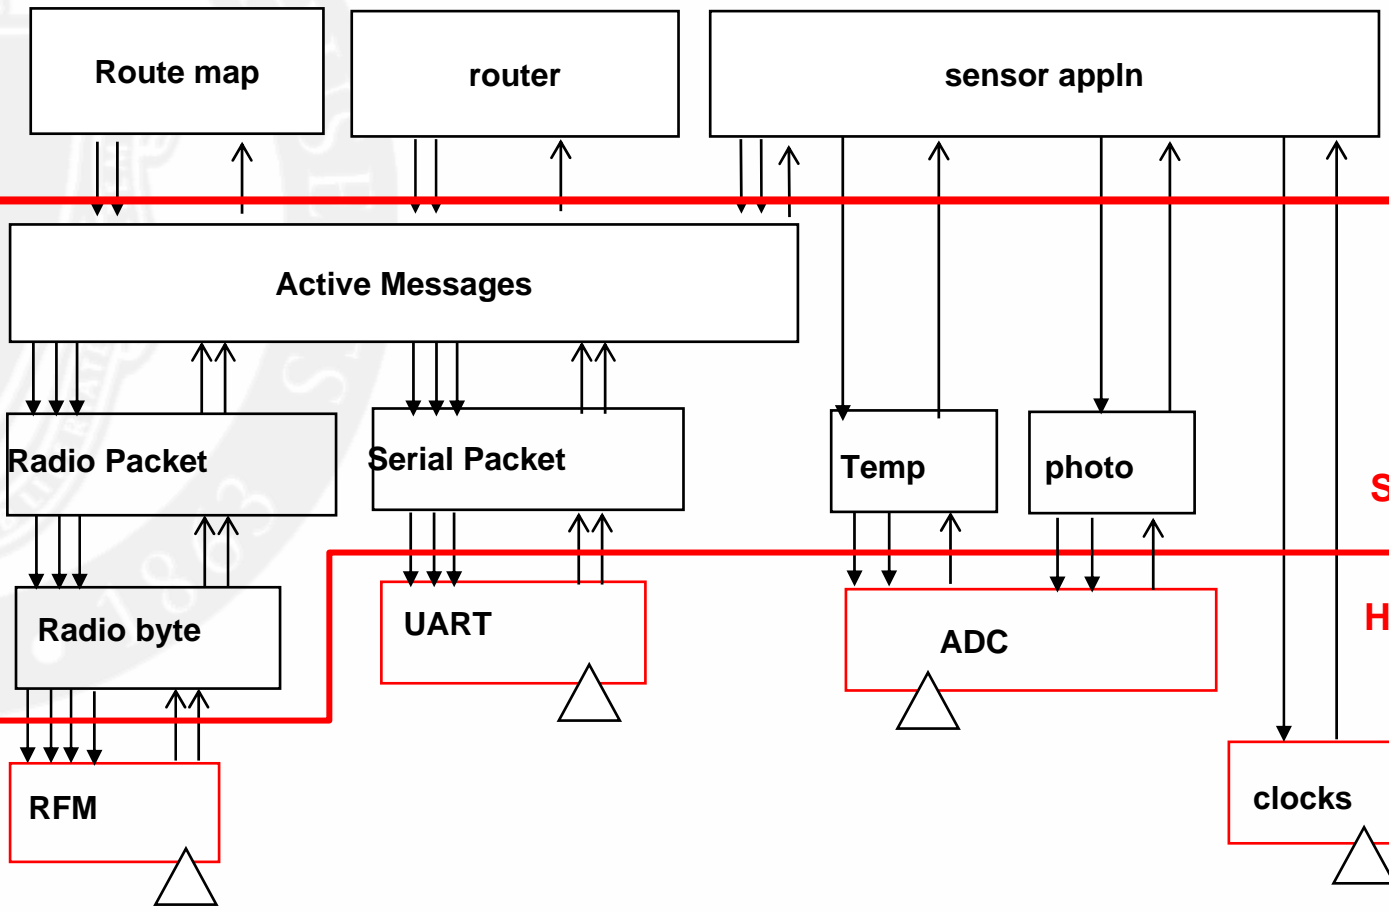 Route map
router
sensor appln
Active Messages
Radio Packet
Serial Packet
Temp
photo
S
Radio byte
UART
ADC
H
RFM
clocks
1863